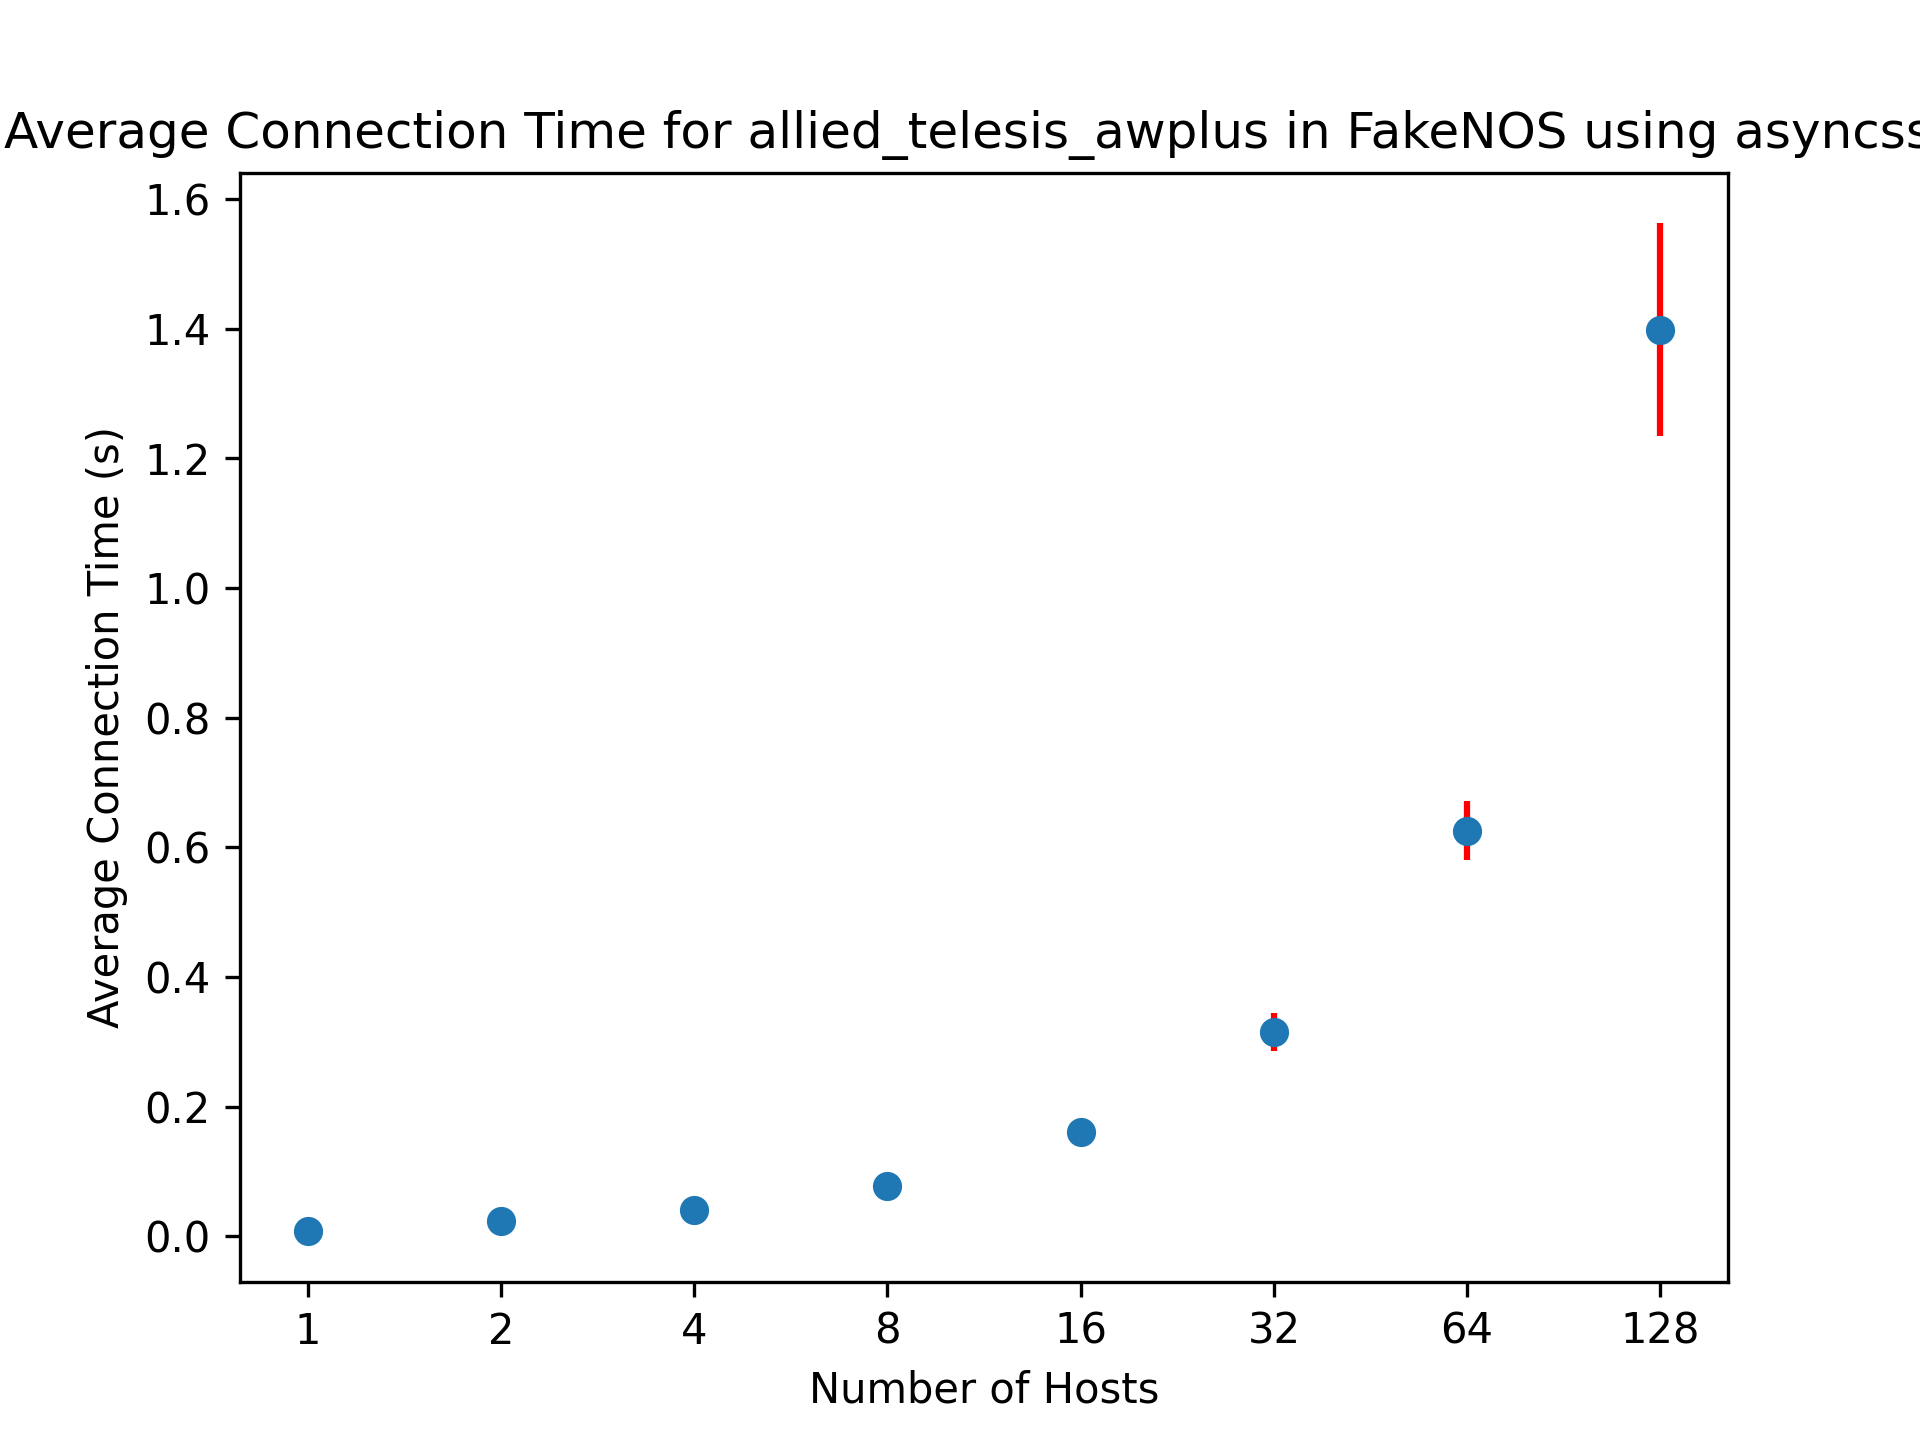 Average Connection Time for allied_telesis_awplus in FakeNOS using asyncss
1.6
1.4
1.2
1.0
0.8
0.6
0.4
0.2
0.0
Average Connection Time (s)
1 2 4 8 16 32 64 128
Number of Hosts